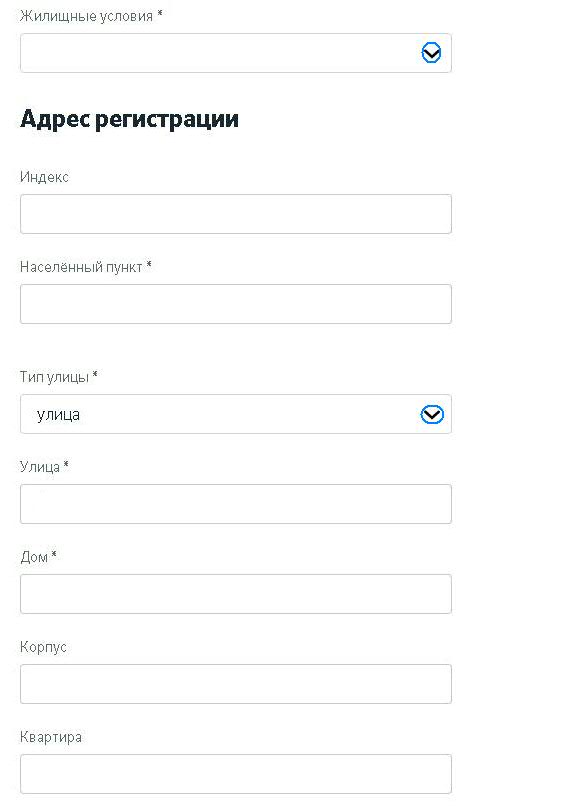 Жилищные условия *
Адрес регистрации
Индекс
Населённый пункт *
Тип улицы *
улица
Улица *
Дом *
Корпус
Квартира